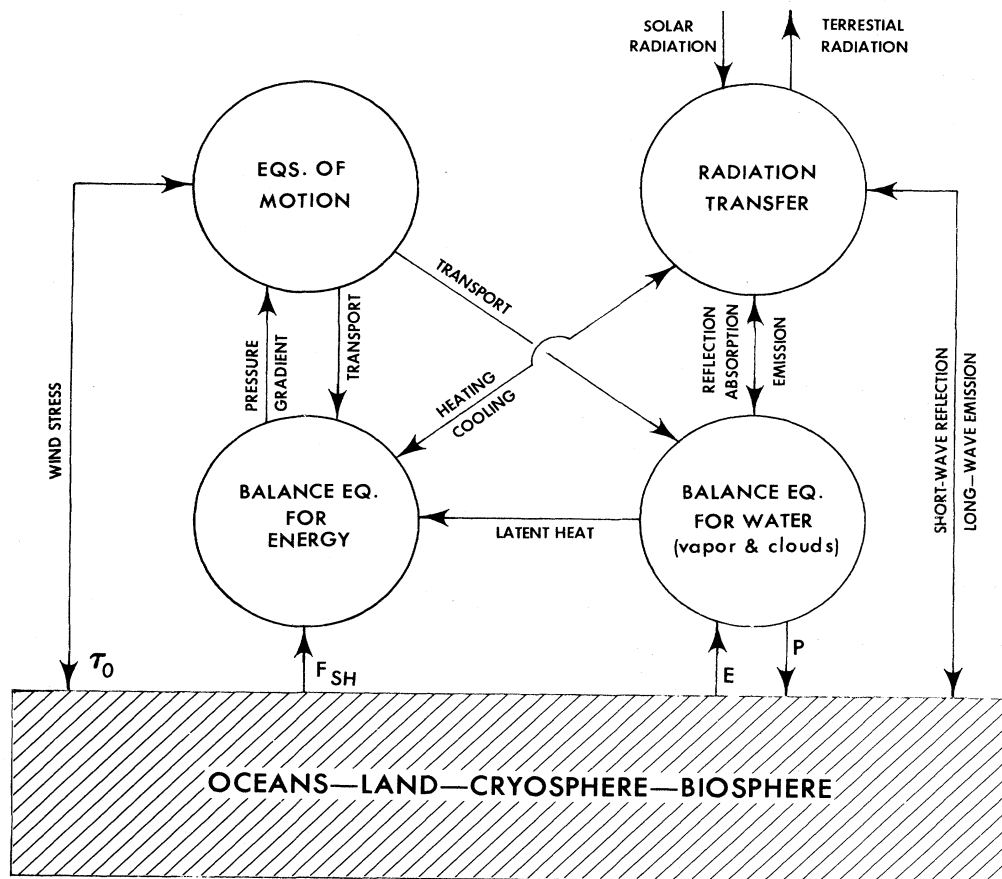 SOLAR
RADIATION
TERRESTIAL
RADIATION
EQS. OF
MOTION
RADIATION
TRANSFER
TRANSPORT
PRESSURE
GRADIENT
TRANSPORT
HEATING
COOLING
REFLECTION
ABSORPTION
EMISSION
WIND STRESS
SHORT-WAVE REFLECTION
LONG—WAVE EMISSION
BALANCE EQ.
FOR
ENERGY
LATENT HEAT
BALANCE EQ.
FOR WATER
(vapor & clouds)
τ0
F SH
E
P
OCEANS—LAND—CRYOSPHERE—BIOSPHERE